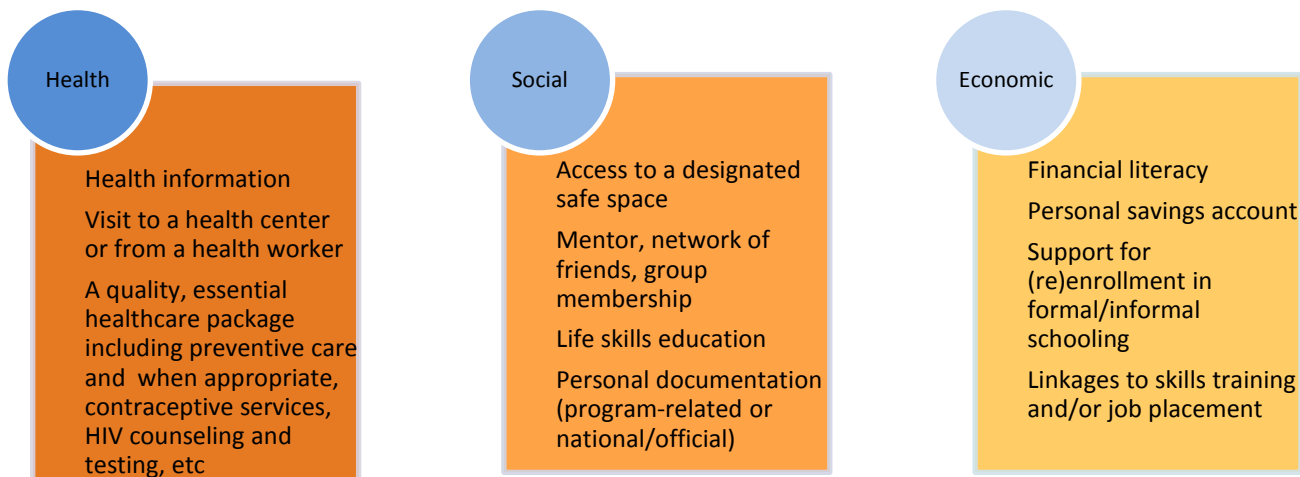 Health
Health information
Visit to a health center
or from a health worker
A quality, essential
healthcare package
including preventive care
and when appropriate,
contraceptive services,
HIV counseling and
testing, etc
Social
Access to a designated
safe space
Mentor, network of
friends, group
membership
Life skills education
Personal documentation
(program-related or
national/official)
Economic
Financial literacy
Personal savings account
Support for
(re)enrollment in
formal/informal
schooling
Linkages to skills training
and/or job placement